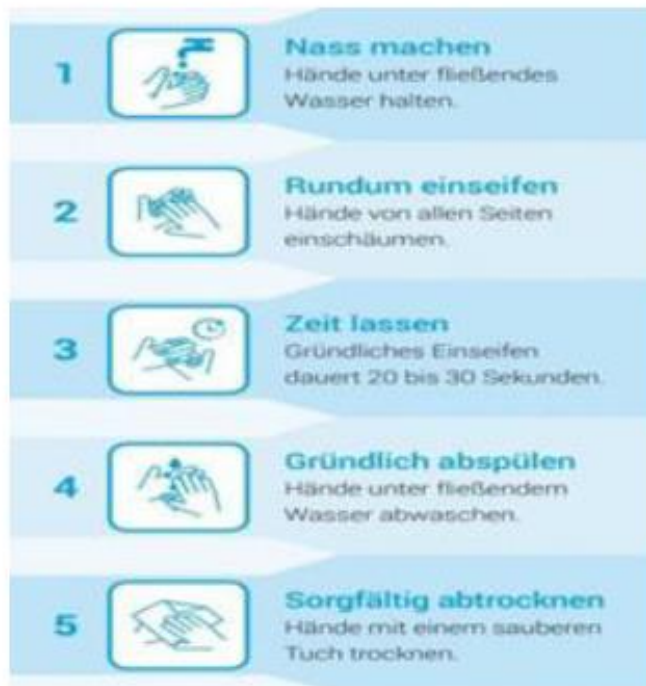 1
Nass machen
Hände unter fließendes
Wasser halten.
2
Rundum einseifen
Hände von allen Seiten
einschäumen.
3
Zeit lassen
Gründliches Einseifen
dauert 20 bis 30 Sekunden.
4
Gründlich abspülen
Hände unter fließendem
Wasser abwaschen.
5
Sorgfältig abtrocknen
Hände mit einem sauberen
Tuch trocknen.